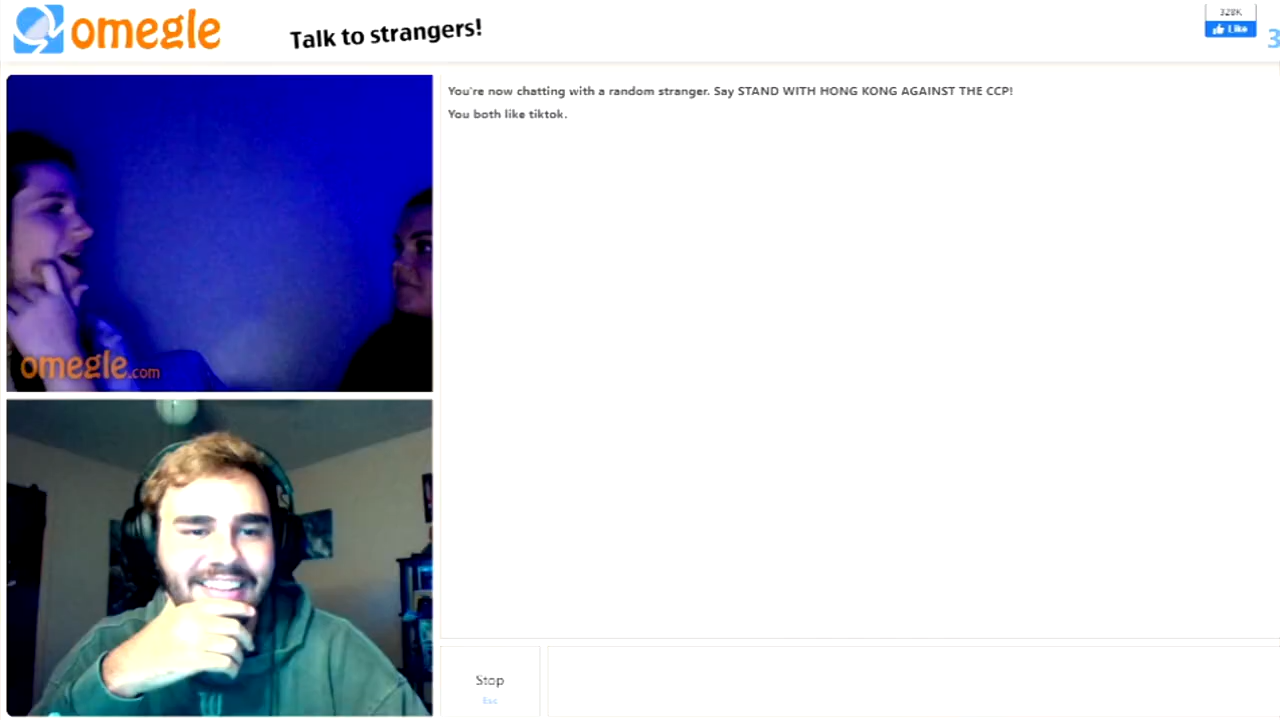 omegle
Talk to strangers!
328K
Like
3
You're now chatting with a random stranger. Say STAND WITH HONG KONG AGAINST THE CCP!
You both like tiktok.
omegle.com
Stop
Esc